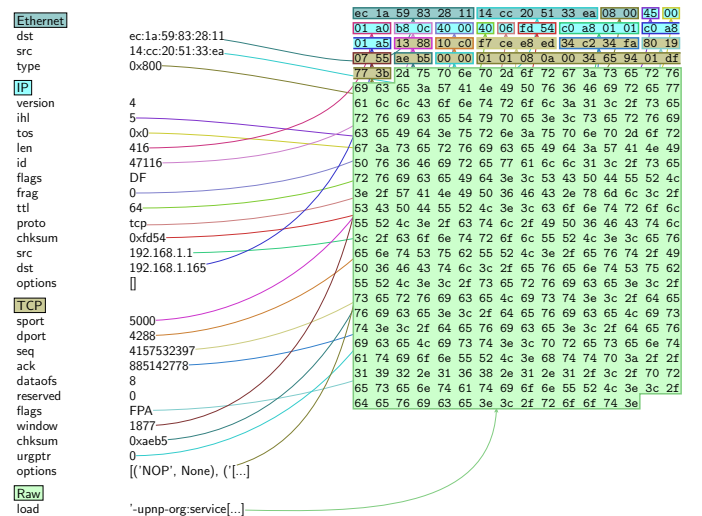 Ethernet
dst ec:1a:59:83:28:11
src 14:cc:20:51:33:ea
type 0x800
IP
version 4
ihl 5
tos 0x0
len 416
id 47116
flags DF
frag 0
ttl 64
proto tcp
chksum 0xfd54
src 192.168.1.1
dst 192.168.1.165
options []
TCP
sport 5000
dport 4288
seq 4157532397
ack 885142778
dataofs 8
reserved 0
flags FPA
window 1877
chksum 0xaeb5
urgptr 0
options [('NOP', None), ('[...]
Raw
load '-upnp-org:service[...]
ec 1a 59 83 28 11 14 cc 20 51 33 ea 08 00 45 00
01 a0 b8 0c 40 00 40 06 fd 54 c0 a8 01 01 c0 a8
01 a5 13 88 10 c0 f7 ce e8 ed 34 c2 34 fa 80 19
07 55 ae b5 00 00 01 01 08 0a 00 34 65 94 01 df
77 3b 2d 75 70 6e 70 2d 6f 72 67 3a 73 65 72 76
69 63 65 3a 57 41 4e 49 50 76 36 46 69 72 65 77
61 6c 6c 43 6f 6e 74 72 6f 6c 3a 31 3c 2f 73 65
72 76 69 63 65 54 79 70 65 3e 3c 73 65 72 76 69
63 65 49 64 3e 75 72 6e 3a 75 70 6e 70 2d 6f 72
67 3a 73 65 72 76 69 63 65 49 64 3a 57 41 4e 49
50 76 36 46 69 72 65 77 61 6c 6c 31 3c 2f 73 65
72 76 69 63 65 49 64 3e 3c 53 43 50 44 55 52 4c
3e 2f 57 41 4e 49 50 36 46 43 2e 78 6d 6c 3c 2f
53 43 50 44 55 52 4c 3e 3c 63 6f 6e 74 72 6f 6c
55 52 4c 3e 2f 63 74 6c 2f 49 50 36 46 43 74 6c
3c 2f 63 6f 6e 74 72 6f 6c 55 52 4c 3e 3c 65 76
65 6e 74 53 75 62 55 52 4c 3e 2f 65 76 74 2f 49
50 36 46 43 74 6c 3c 2f 65 76 65 6e 74 53 75 62
55 52 4c 3e 3c 2f 73 65 72 76 69 63 65 3e 3c 2f
73 65 72 76 69 63 65 4c 69 73 74 3e 3c 2f 64 65
76 69 63 65 3e 3c 2f 64 65 76 69 63 65 4c 69 73
74 3e 3c 2f 64 65 76 69 63 65 3e 3c 2f 64 65 76
69 63 65 4c 69 73 74 3e 3c 70 72 65 73 65 6e 74
61 74 69 6f 6e 55 52 4c 3e 68 74 74 70 3a 2f 2f
31 39 32 2e 31 36 38 2e 31 2e 31 2f 3c 2f 70 72
65 73 65 6e 74 61 74 69 6f 6e 55 52 4c 3e 3c 2f
64 65 76 69 63 65 3e 3c 2f 72 6f 6f 74 3e